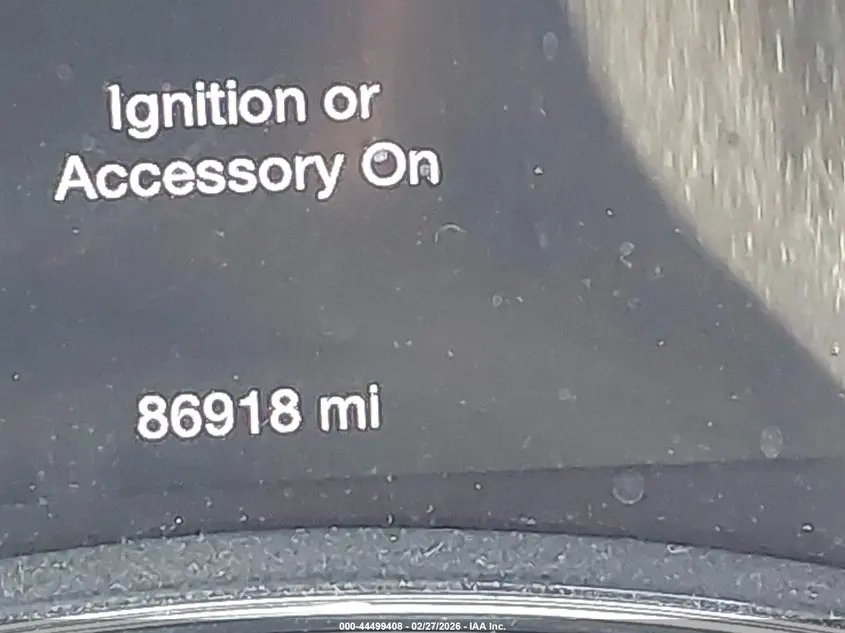 Ignition or
Accessory On
86918 mi
000-44499408 - 02/27/2026 - IAA Inc.